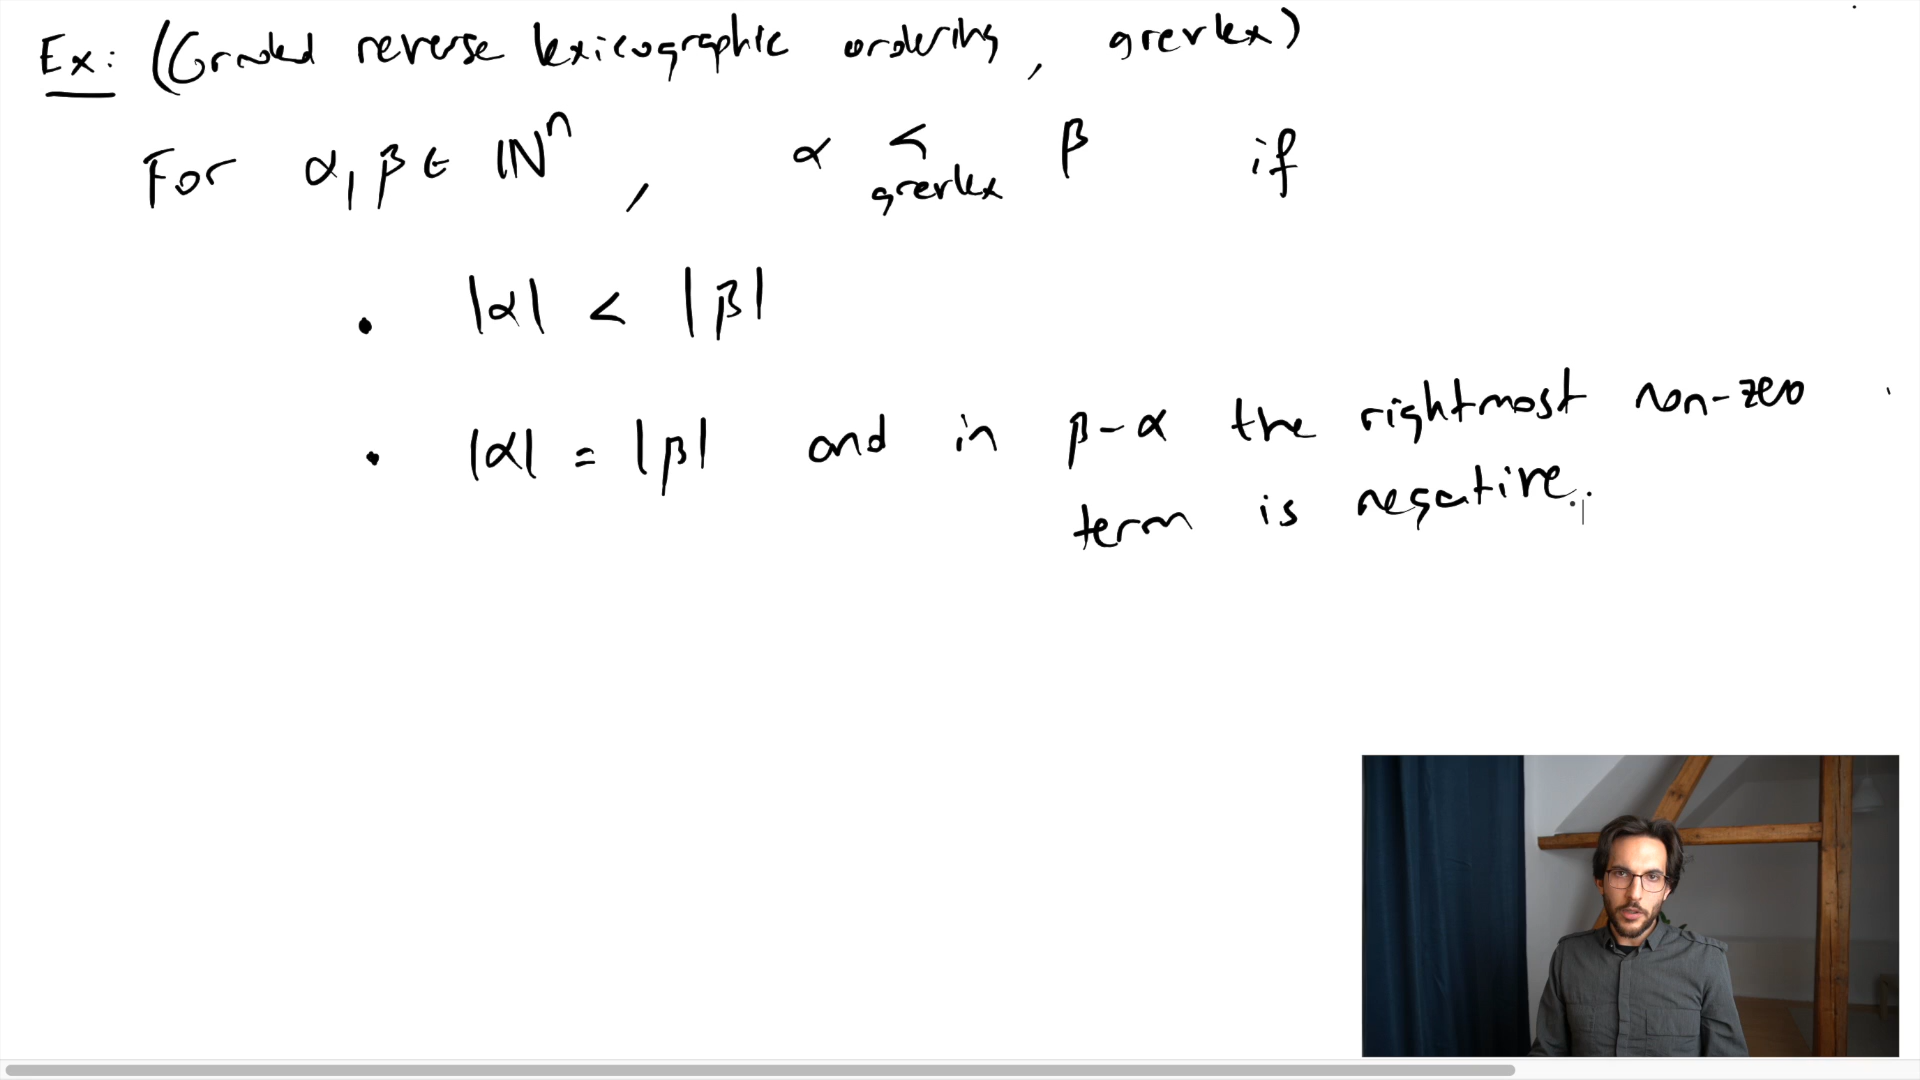 Ex: (Graded reverse lexicographic ordering, grevlex)
For α, β ∈ ℕⁿ, α <grevlex β if
• |α| < |β|
• |α| = |β| and in β-α the rightmost non-zero
term is negative.